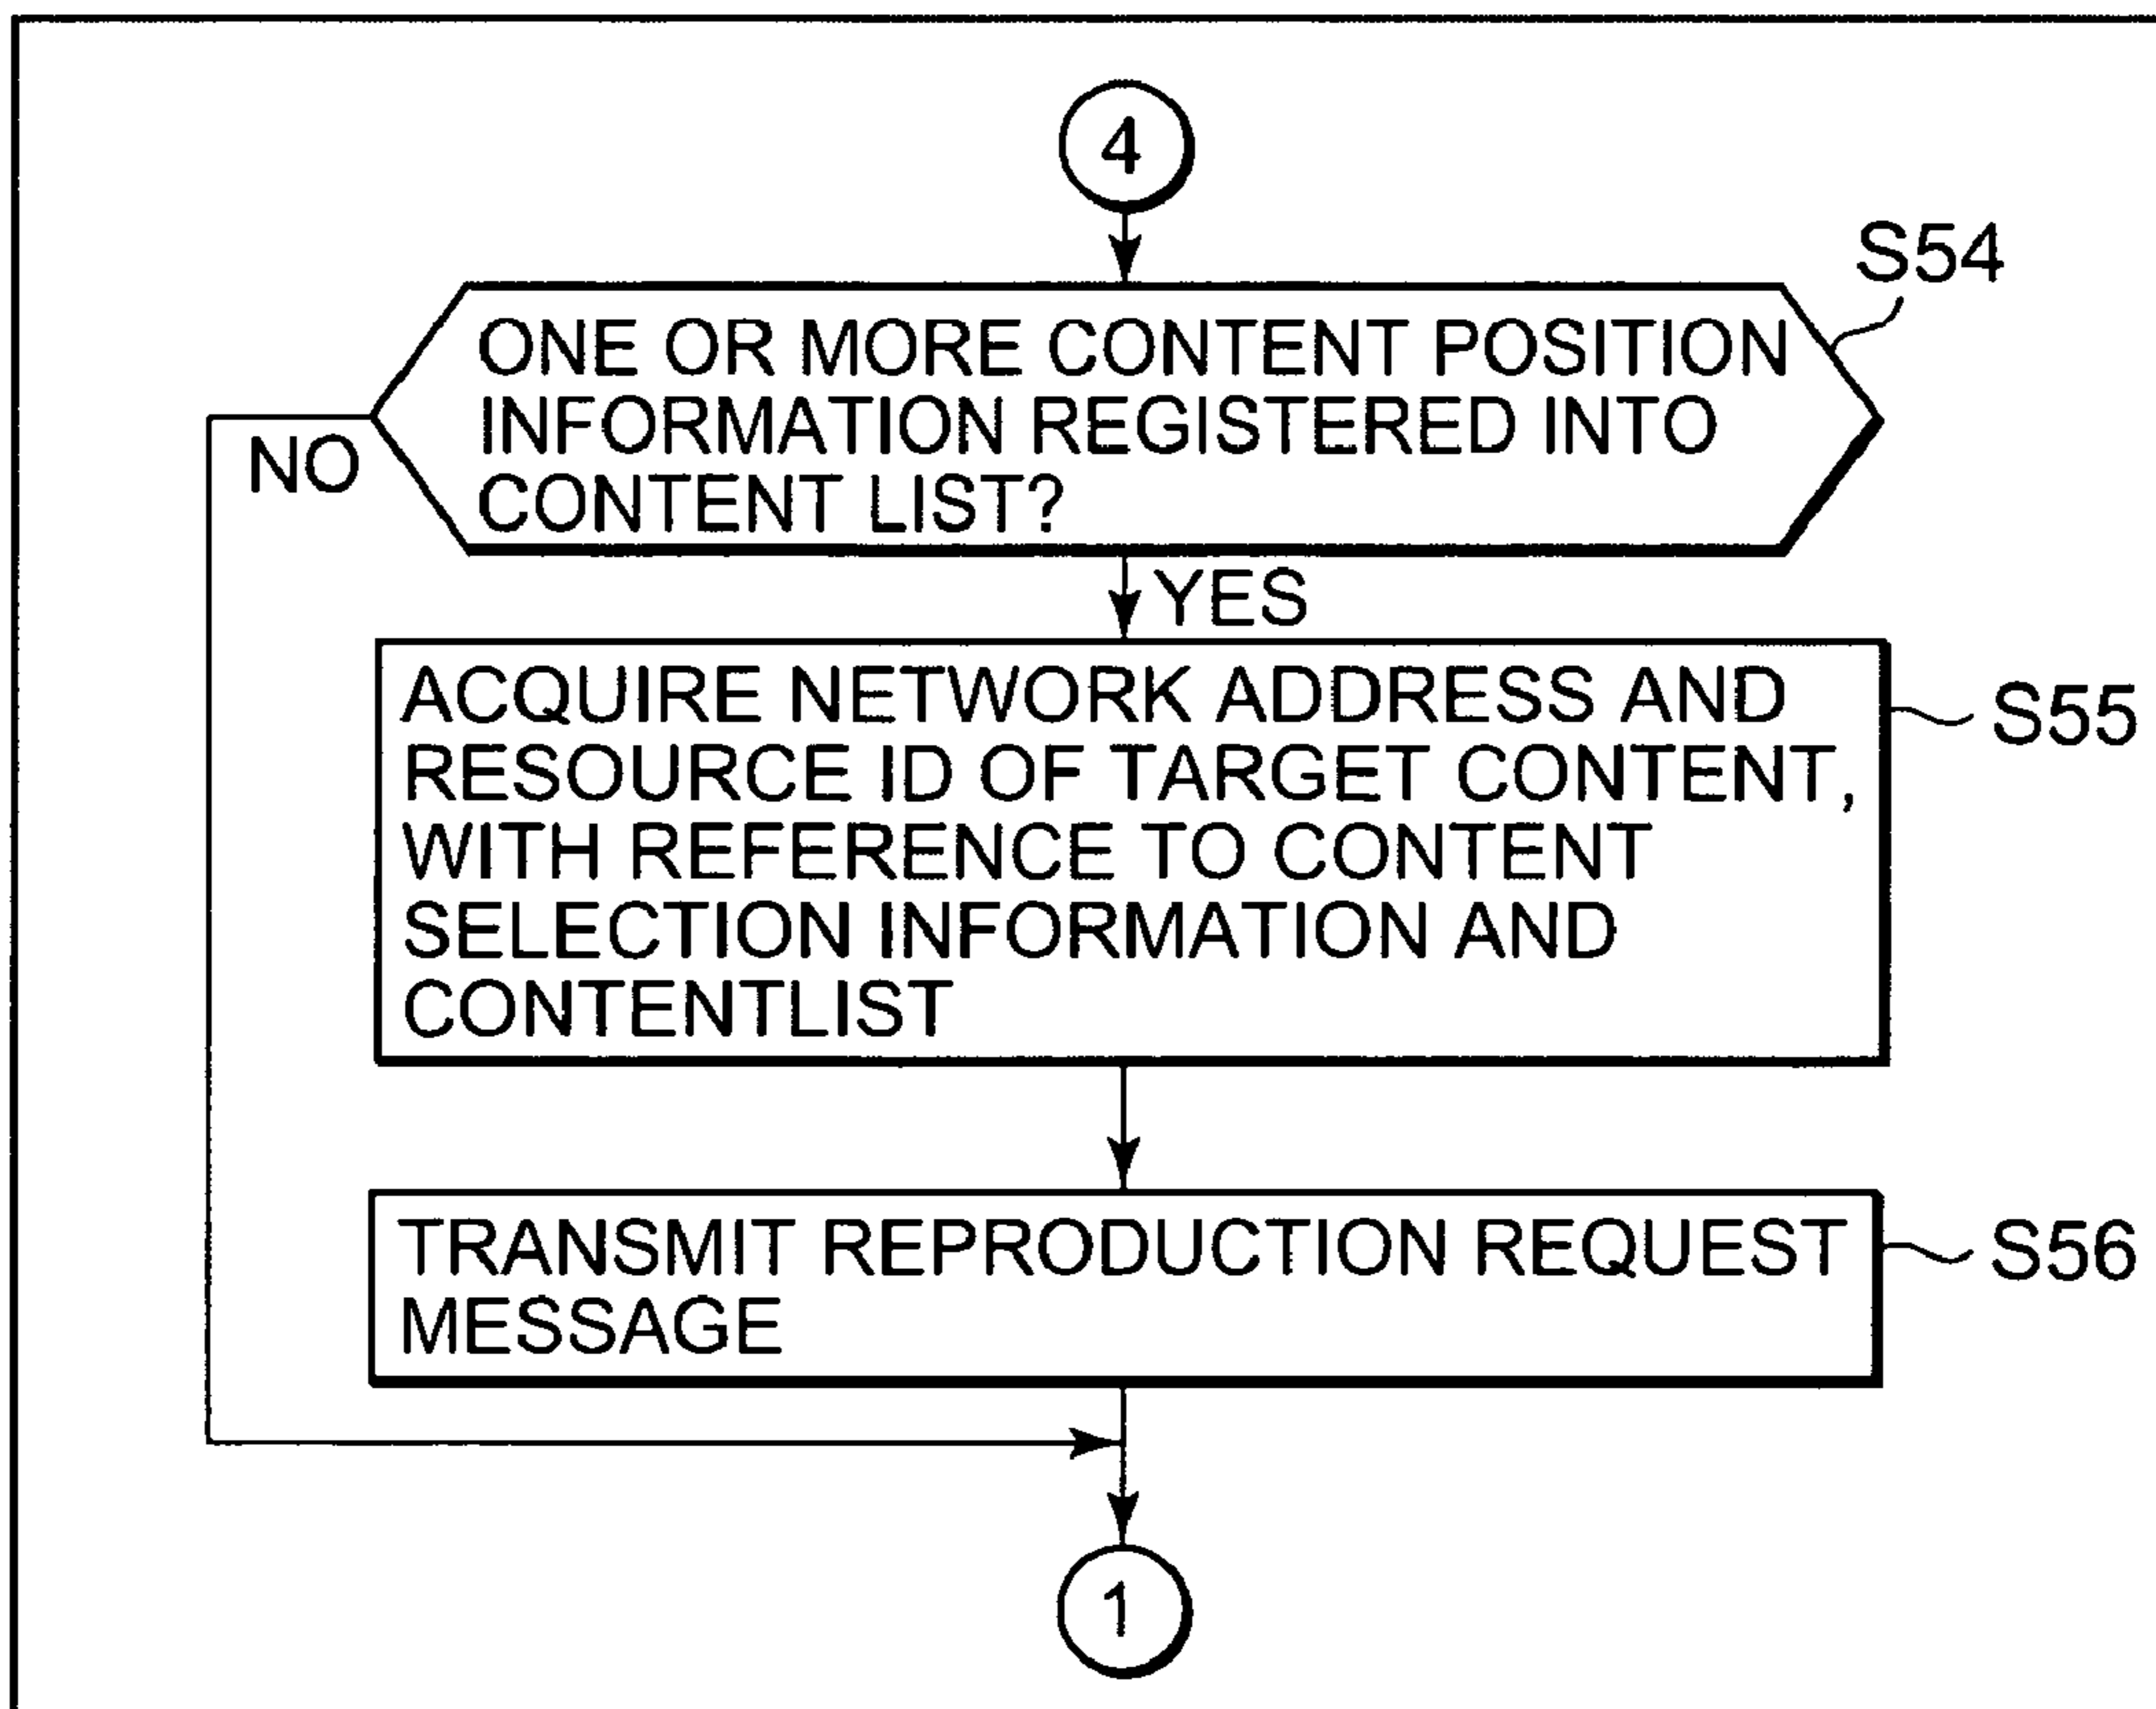 4
S54
ONE OR MORE CONTENT POSITION
INFORMATION REGISTERED INTO
CONTENT LIST?
NO
YES
ACQUIRE NETWORK ADDRESS AND
RESOURCE ID OF TARGET CONTENT,
WITH REFERENCE TO CONTENT
SELECTION INFORMATION AND
CONTENTLIST
S55
TRANSMIT REPRODUCTION REQUEST
MESSAGE
S56
1